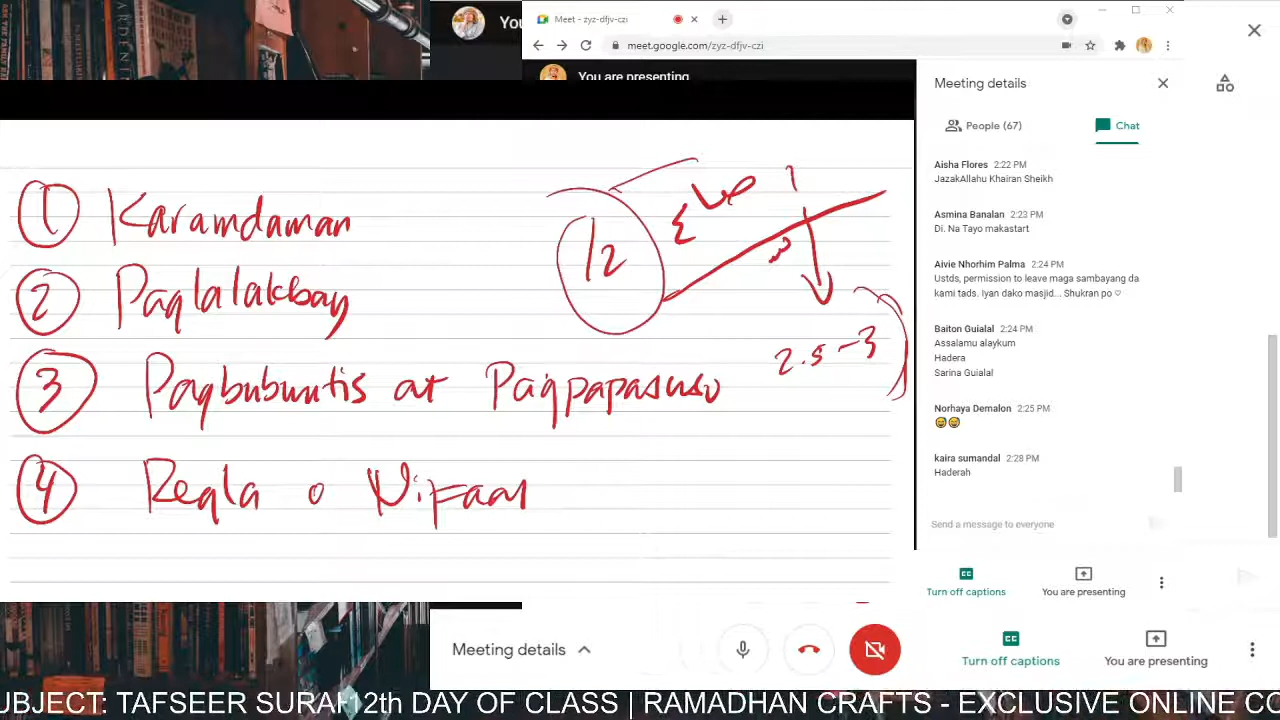 Meet - zyz-dfjv-czi
You
meet.google.com/zyz-dfjv-czi
You are presenting
Meeting details
People (67)
Chat
Aisha Flores 2:22 PM
JazakAllahu Khairan Sheikh
Asmina Banalan 2:23 PM
Di. Na Tayo makastart
Aivie Nhorhim Palma 2:24 PM
Ustds, permission to leave maga sambayang da
kami tads. Iyan dako masjid... Shukran po ♡
Baiton Guialal 2:24 PM
Assalamu alaykum
Hadera
Sarina Guialal
Norhaya Demalon 2:25 PM
😅😅
kaira sumandal 2:28 PM
Haderah
Send a message to everyone
Turn off captions
You are presenting
1 Karamdaman
2 Paglalakbay
3 Pagbubuntis at Pagpapasuso
4 Regla o Nifaas
12
2.5 - 3
Meeting details
Turn off captions
You are presenting
UBJECT: TAFSEER SURAH
12th DAY OF CLASS | RAMADHAN CRAFTS - EXCLUSIVE ONLINE CO